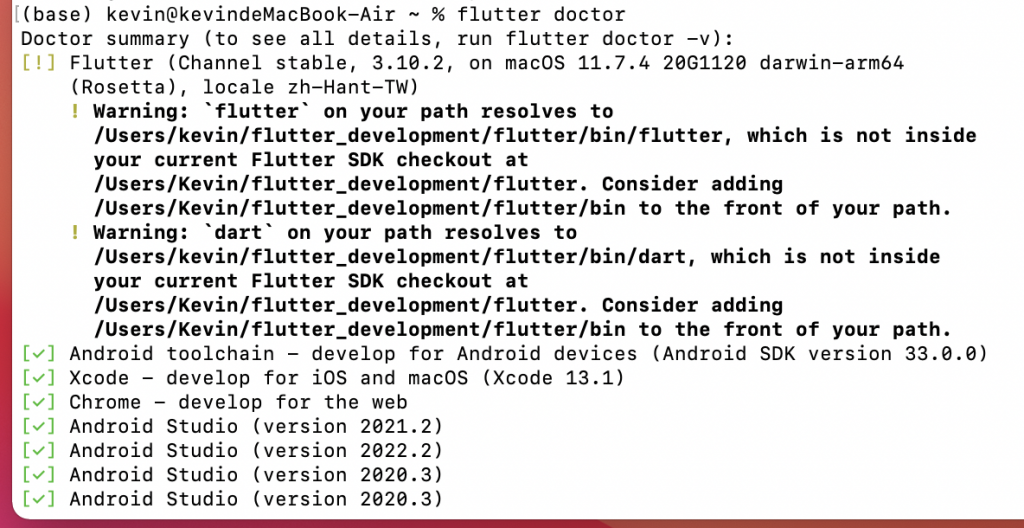 [(base) kevin@kevindeMacBook-Air ~ % flutter doctor
Doctor summary (to see all details, run flutter doctor -v):
[!] Flutter (Channel stable, 3.10.2, on macOS 11.7.4 20G1120 darwin-arm64
(Rosetta), locale zh-Hant-TW)
! Warning: `flutter` on your path resolves to
/Users/kevin/flutter_development/flutter/bin/flutter, which is not inside
your current Flutter SDK checkout at
/Users/Kevin/flutter_development/flutter. Consider adding
/Users/Kevin/flutter_development/flutter/bin to the front of your path.
! Warning: `dart` on your path resolves to
/Users/kevin/flutter_development/flutter/bin/dart, which is not inside
your current Flutter SDK checkout at
/Users/Kevin/flutter_development/flutter. Consider adding
/Users/Kevin/flutter_development/flutter/bin to the front of your path.
[✓] Android toolchain - develop for Android devices (Android SDK version 33.0.0)
[✓] Xcode - develop for iOS and macOS (Xcode 13.1)
[✓] Chrome - develop for the web
[✓] Android Studio (version 2021.2)
[✓] Android Studio (version 2022.2)
[✓] Android Studio (version 2020.3)
[✓] Android Studio (version 2020.3)